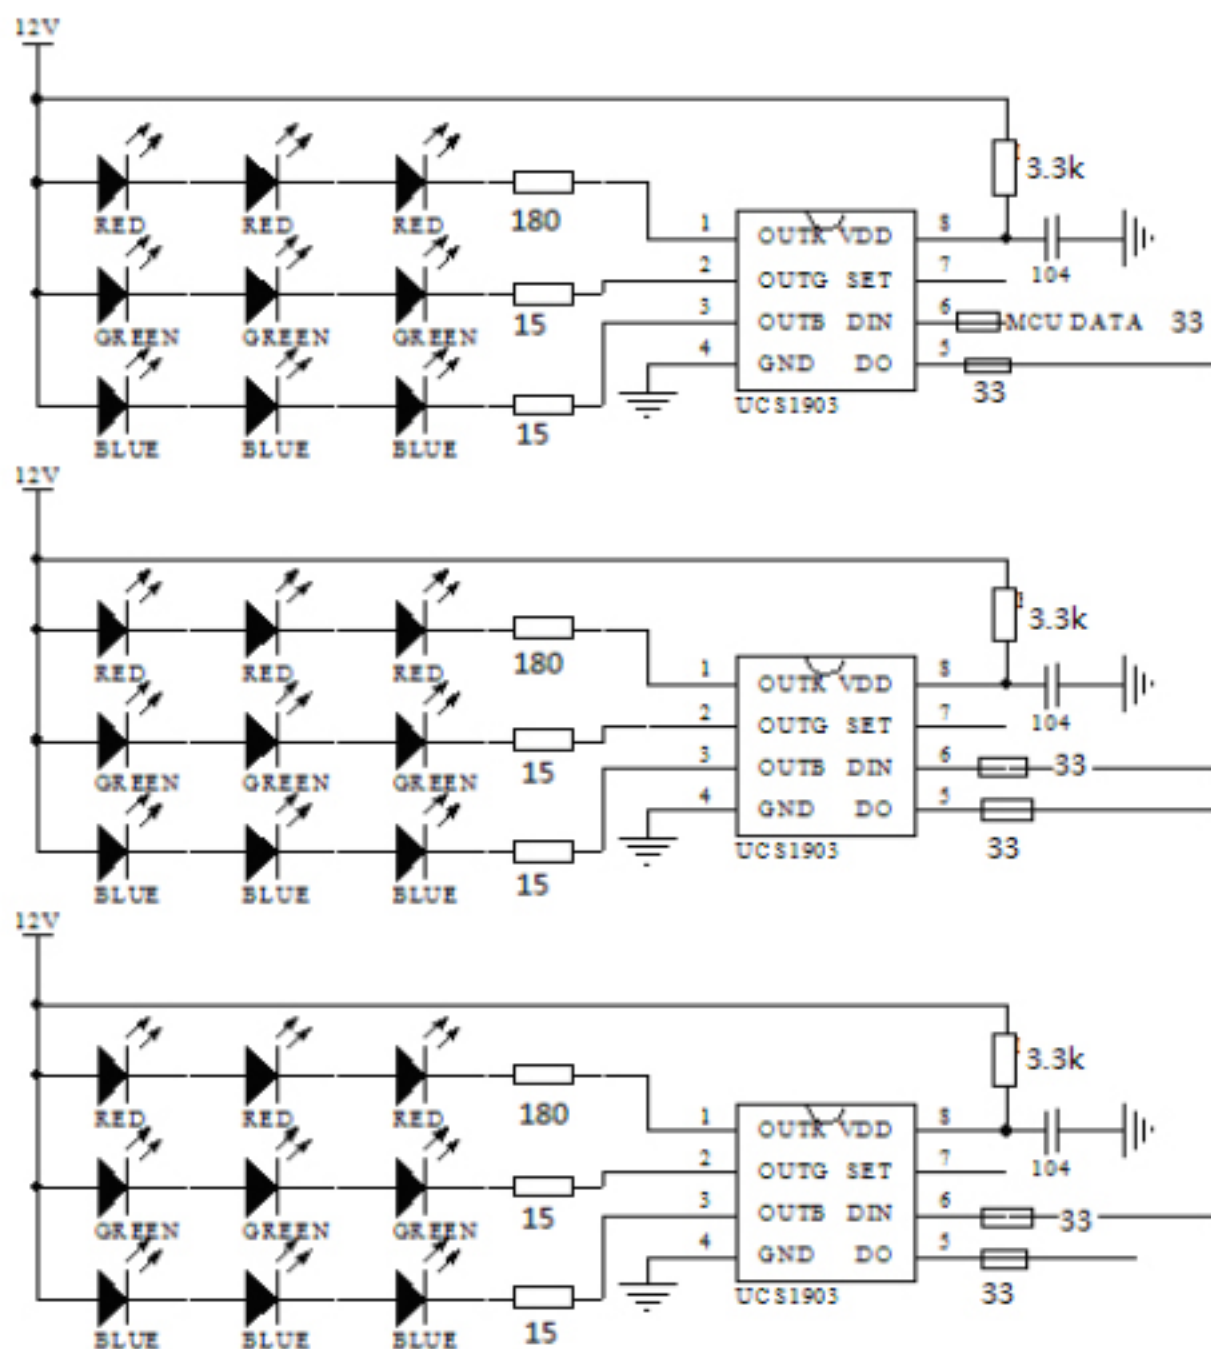 12V
3.3k
RED RED RED 180
1 OUTR VDD 8
104
2 OUTG SET 7
GREEN GREEN GREEN 15
3 OUTB DIN 6 MCU DATA 33
4 GND DO 5
33
UCS1903
BLUE BLUE BLUE 15
12V
3.3k
RED RED RED 180
1 OUTR VDD 8
104
2 OUTG SET 7
GREEN GREEN GREEN 15
3 OUTB DIN 6 33
4 GND DO 5
33
UCS1903
BLUE BLUE BLUE 15
12V
3.3k
RED RED RED 180
1 OUTR VDD 8
104
2 OUTG SET 7
GREEN GREEN GREEN 15
3 OUTB DIN 6 33
4 GND DO 5
33
UCS1903
BLUE BLUE BLUE 15